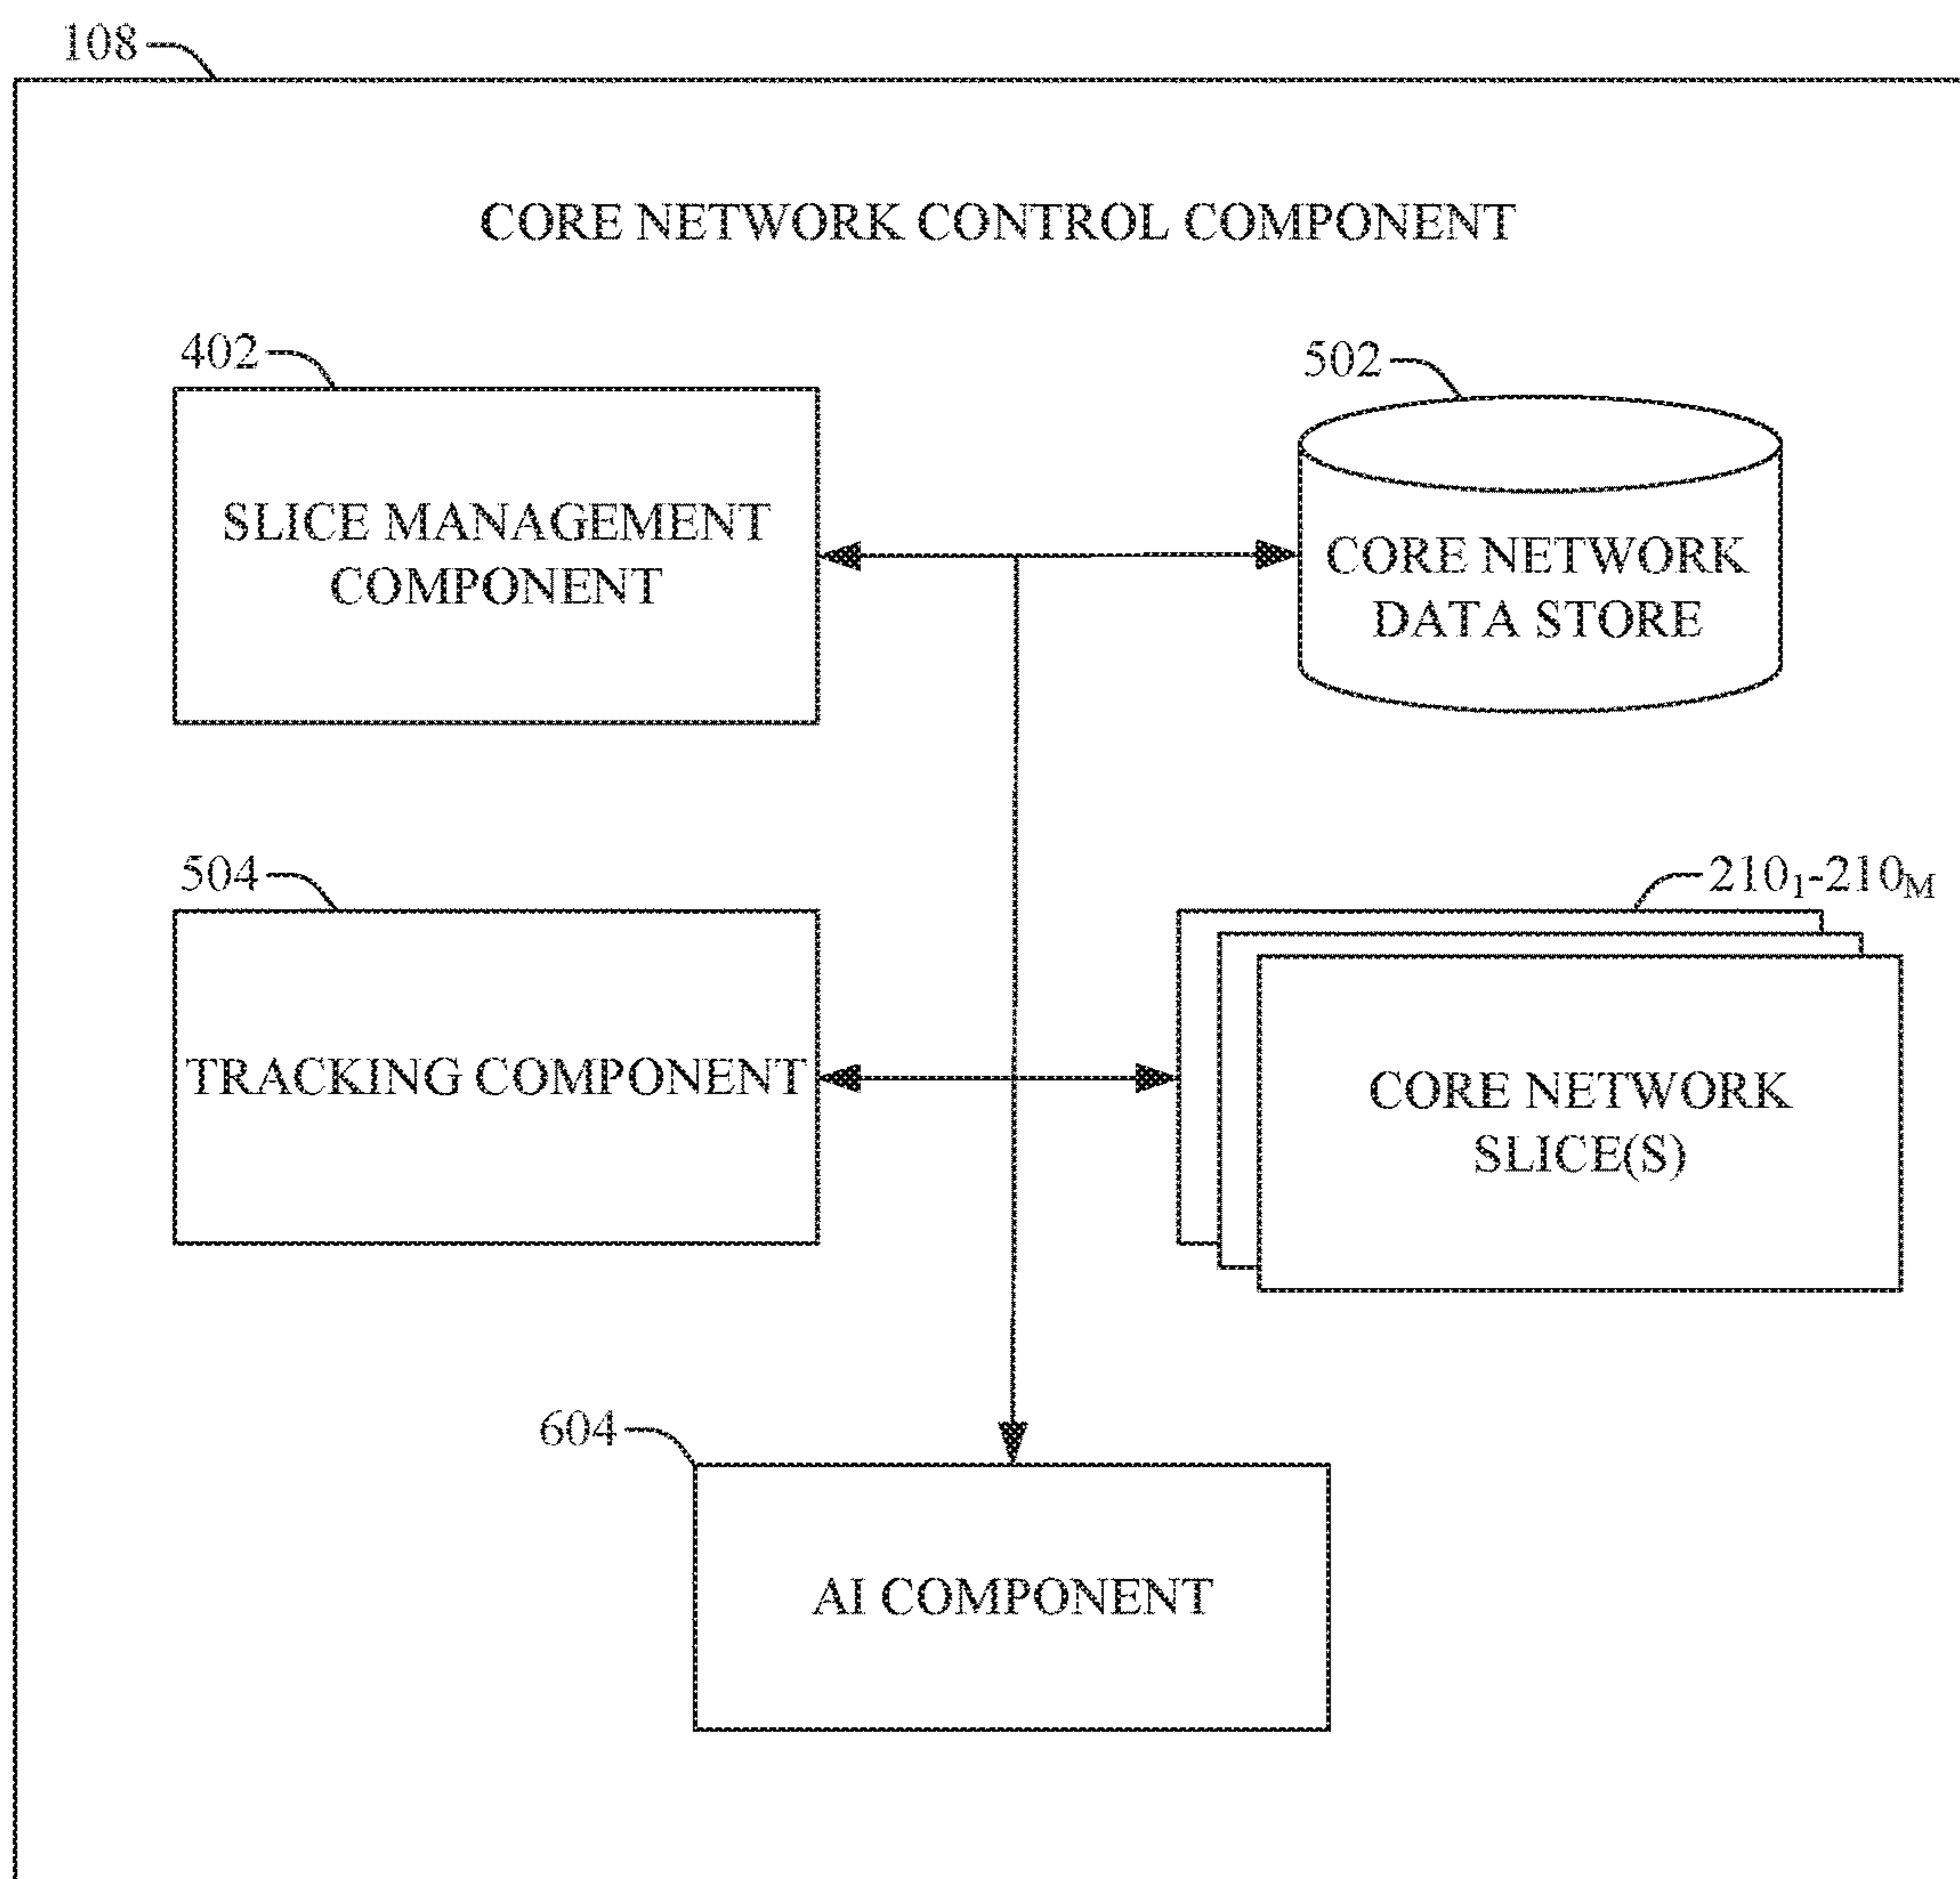 108
CORE NETWORK CONTROL COMPONENT
402
SLICE MANAGEMENT
COMPONENT
502
CORE NETWORK
DATA STORE
504
TRACKING COMPONENT
210₁-210ₘ
CORE NETWORK
SLICE(S)
604
AI COMPONENT